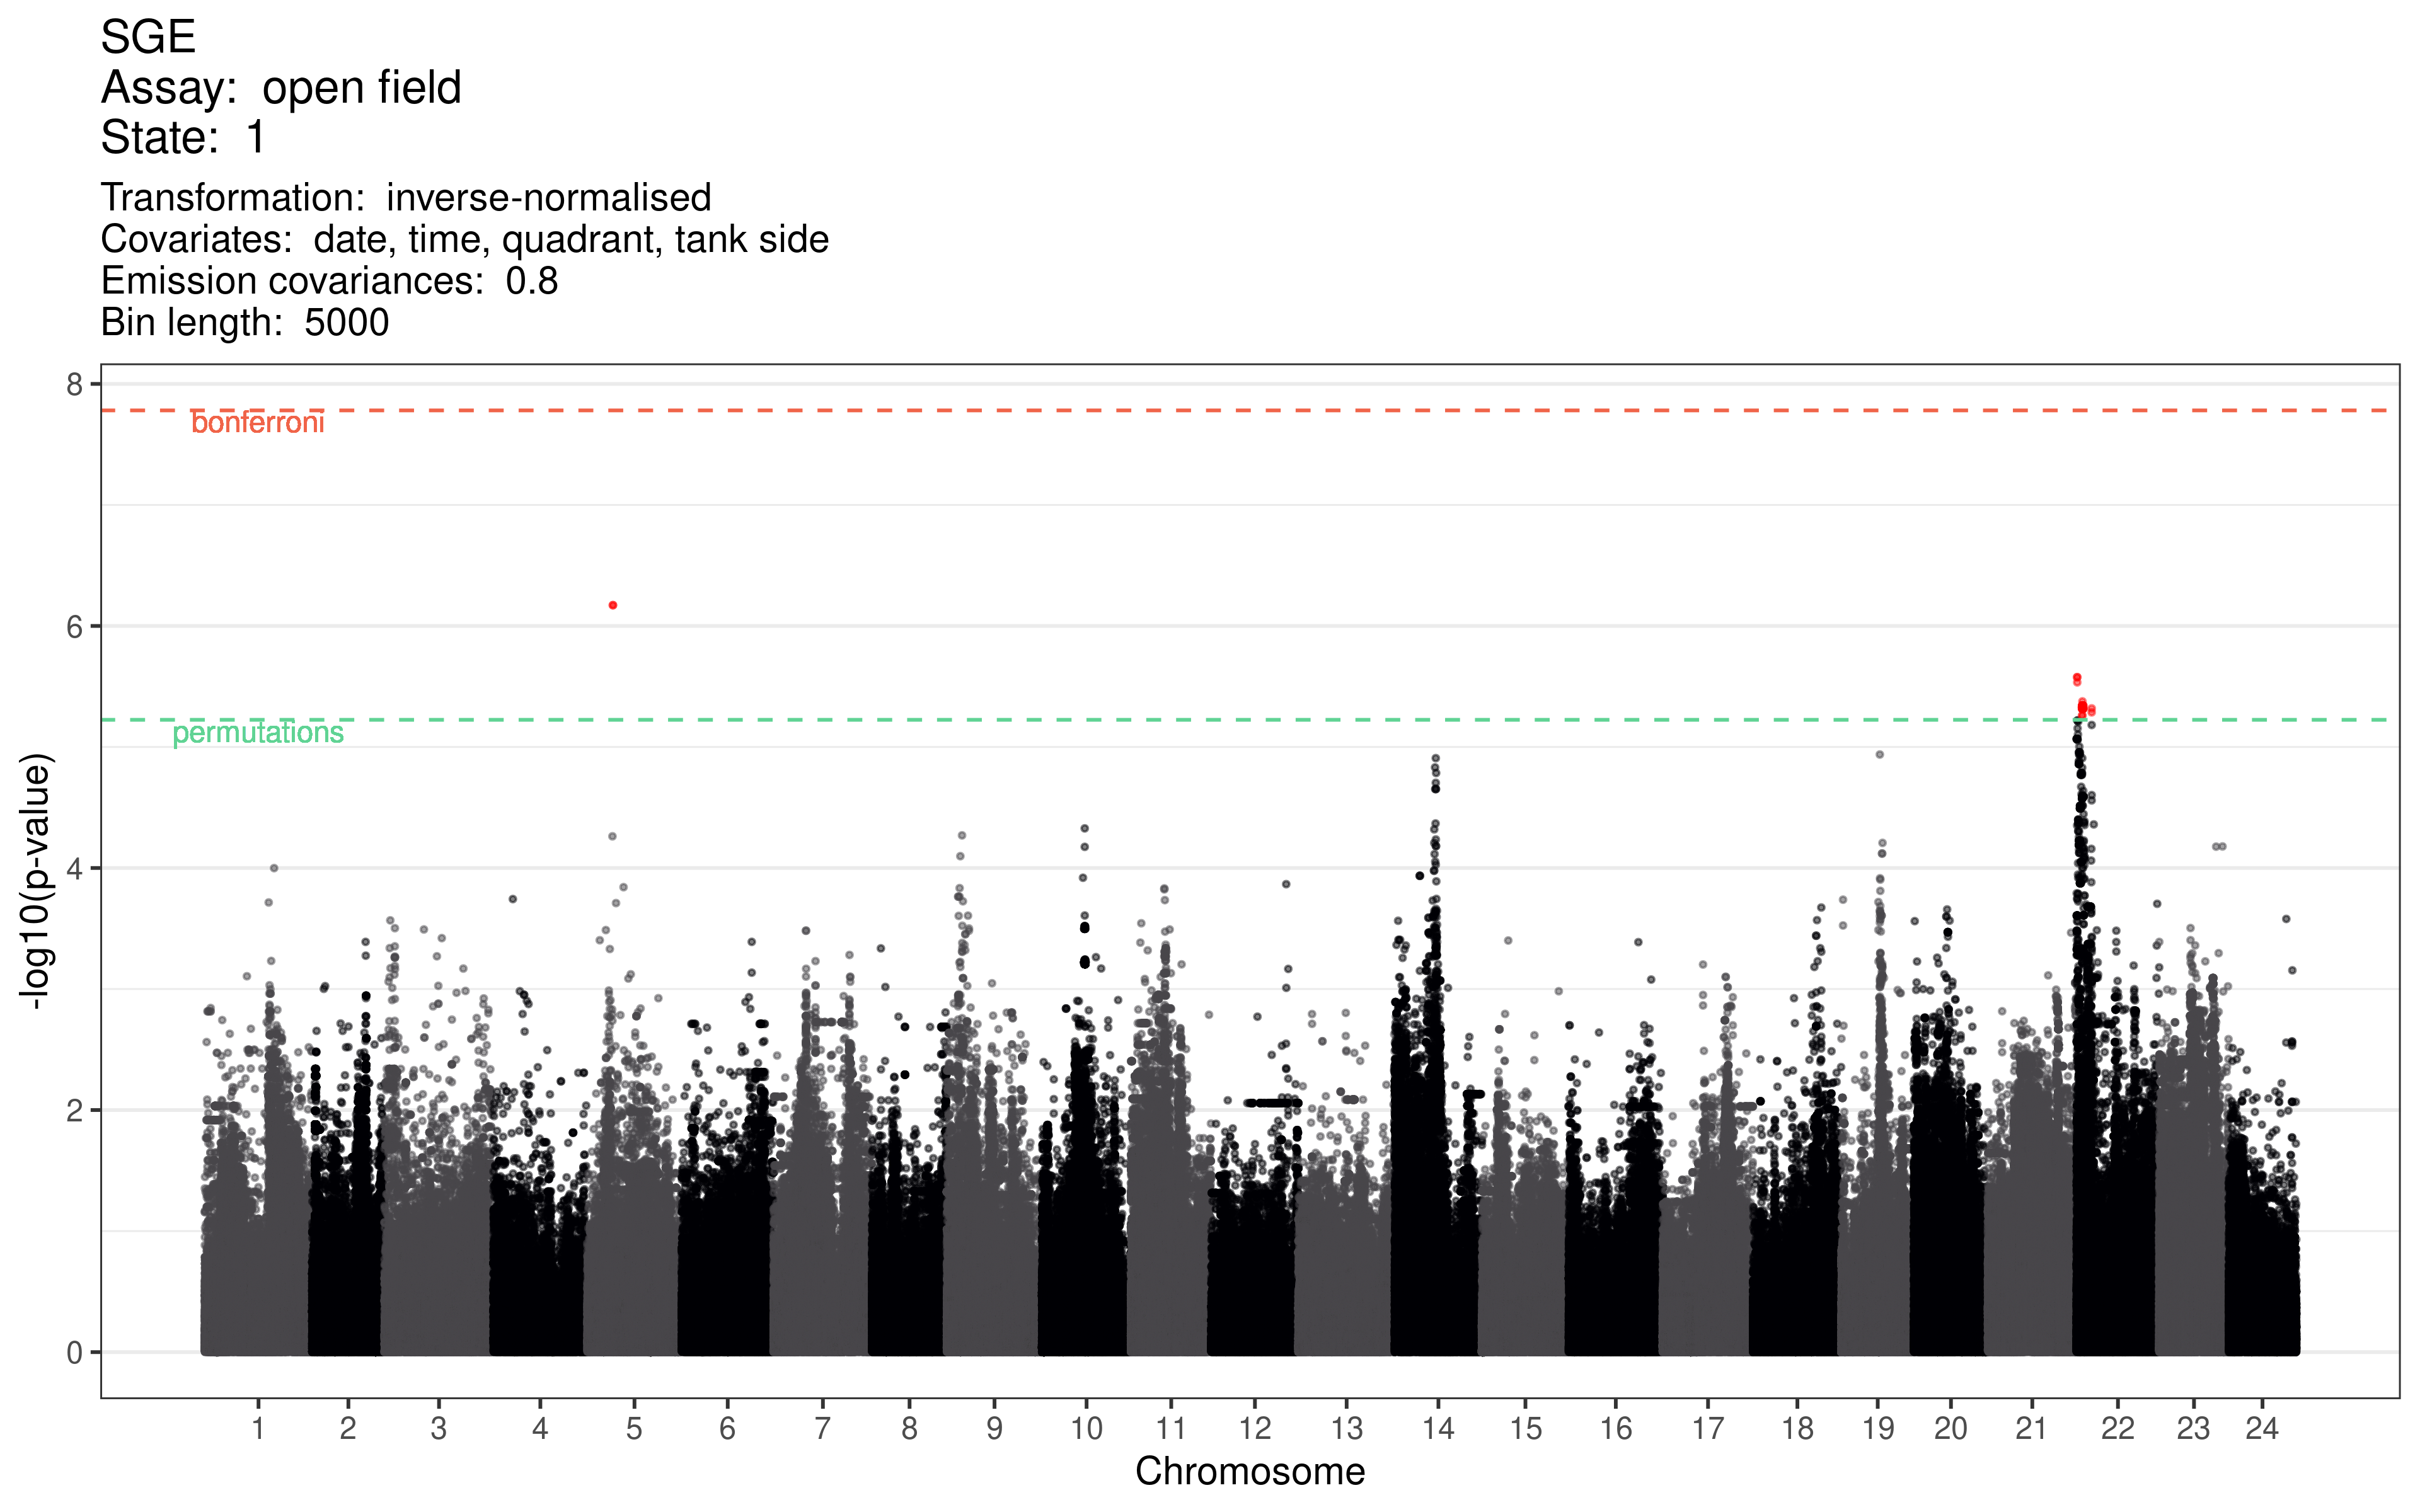 SGE
Assay:  open field
State:  1
Transformation:  inverse-normalised
Covariates:  date, time, quadrant, tank side
Emission covariances:  0.8
Bin length:  5000
8
bonferroni
6
permutations
4
2
0
-log10(p-value)
1 2 3 4 5 6 7 8 9 10 11 12 13 14 15 16 17 18 19 20 21 22 23 24
Chromosome